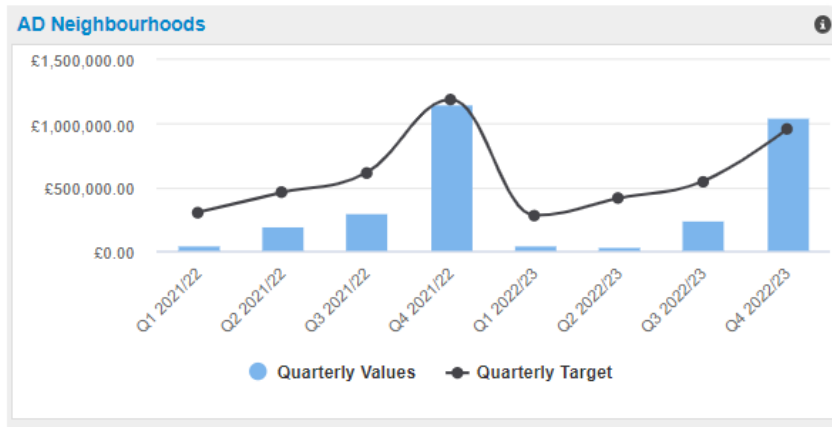 AD Neighbourhoods
£1,500,000.00
£1,000,000.00
£500,000.00
£0.00
Q1 2021/22
Q2 2021/22
Q3 2021/22
Q4 2021/22
Q1 2022/23
Q2 2022/23
Q3 2022/23
Q4 2022/23
Quarterly Values
Quarterly Target